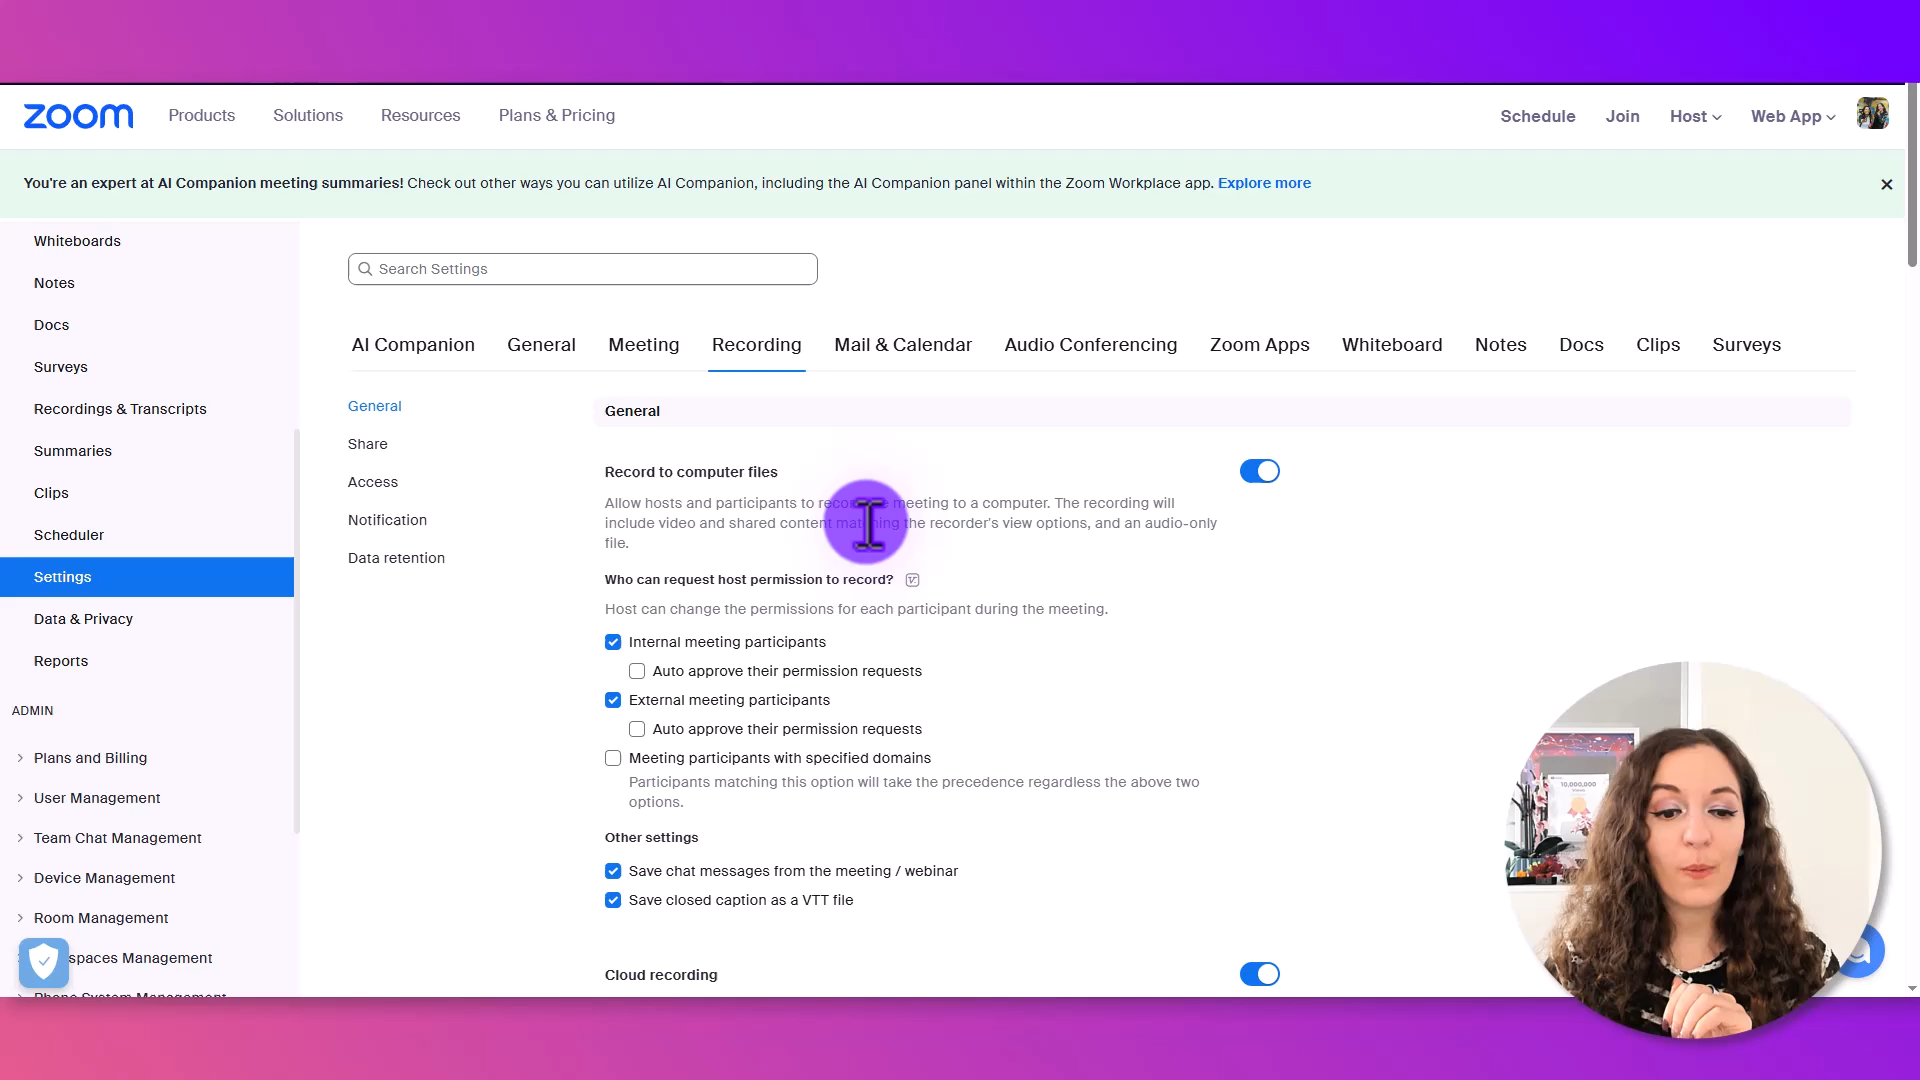 zoom Products Solutions Resources Plans & Pricing Schedule Join Host Web App
You're an expert at AI Companion meeting summaries! Check out other ways you can utilize AI Companion, including the AI Companion panel within the Zoom Workplace app. Explore more
Whiteboards
Notes
Docs
Surveys
Recordings & Transcripts
Summaries
Clips
Scheduler
Settings
Data & Privacy
Reports
ADMIN
Plans and Billing
User Management
Team Chat Management
Device Management
Room Management
spaces Management
Search Settings
AI Companion General Meeting Recording Mail & Calendar Audio Conferencing Zoom Apps Whiteboard Notes Docs Clips Surveys
General
Share
Access
Notification
Data retention
General
Record to computer files
Allow hosts and participants to meeting to a computer. The recording will
include video and shared content the recorder's view options, and an audio-only
file.
Who can request host permission to record?
Host can change the permissions for each participant during the meeting.
Internal meeting participants
Auto approve their permission requests
External meeting participants
Auto approve their permission requests
Meeting participants with specified domains
Participants matching this option will take the precedence regardless the above two
options.
Other settings
Save chat messages from the meeting / webinar
Save closed caption as a VTT file
Cloud recording
10,000,000